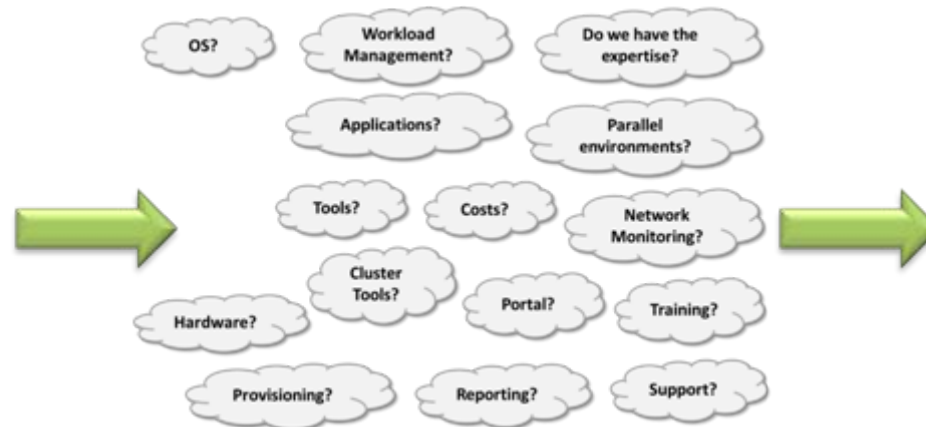 OS?
Workload
Management?
Do we have the
expertise?
Applications?
Parallel
environments?
Tools?
Costs?
Network
Monitoring?
Cluster
Tools?
Portal?
Training?
Hardware?
Provisioning?
Reporting?
Support?